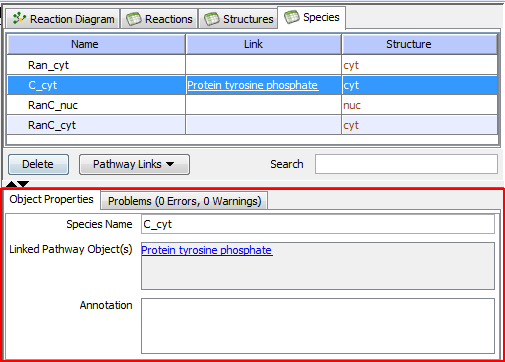 Reaction Diagram Reactions Structures Species
Name Link Structure
Ran_cyt cyt
C_cyt Protein tyrosine phosphate cyt
RanC_nuc nuc
RanC_cyt cyt
Delete Pathway Links Search
Object Properties Problems (0 Errors, 0 Warnings)
Species Name C_cyt
Linked Pathway Object(s) Protein tyrosine phosphate
Annotation